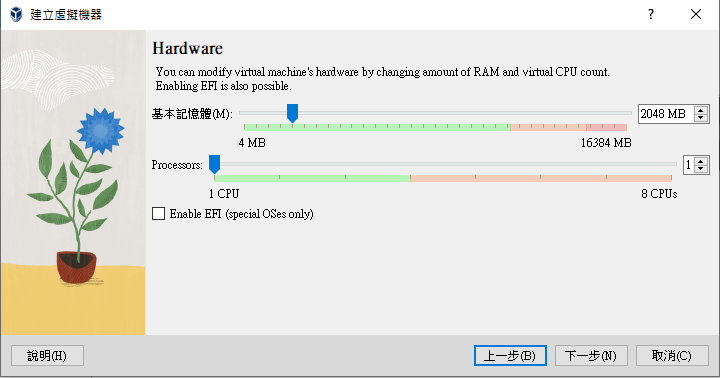 建立虛擬機器
Hardware
You can modify virtual machine's hardware by changing amount of RAM and virtual CPU count.
Enabling EFI is also possible.
基本記憶體(M):
2048 MB
4 MB
16384 MB
Processors:
1
1 CPU
8 CPUs
Enable EFI (special OSes only)
說明(H)
上一步(B)
下一步(N)
取消(C)